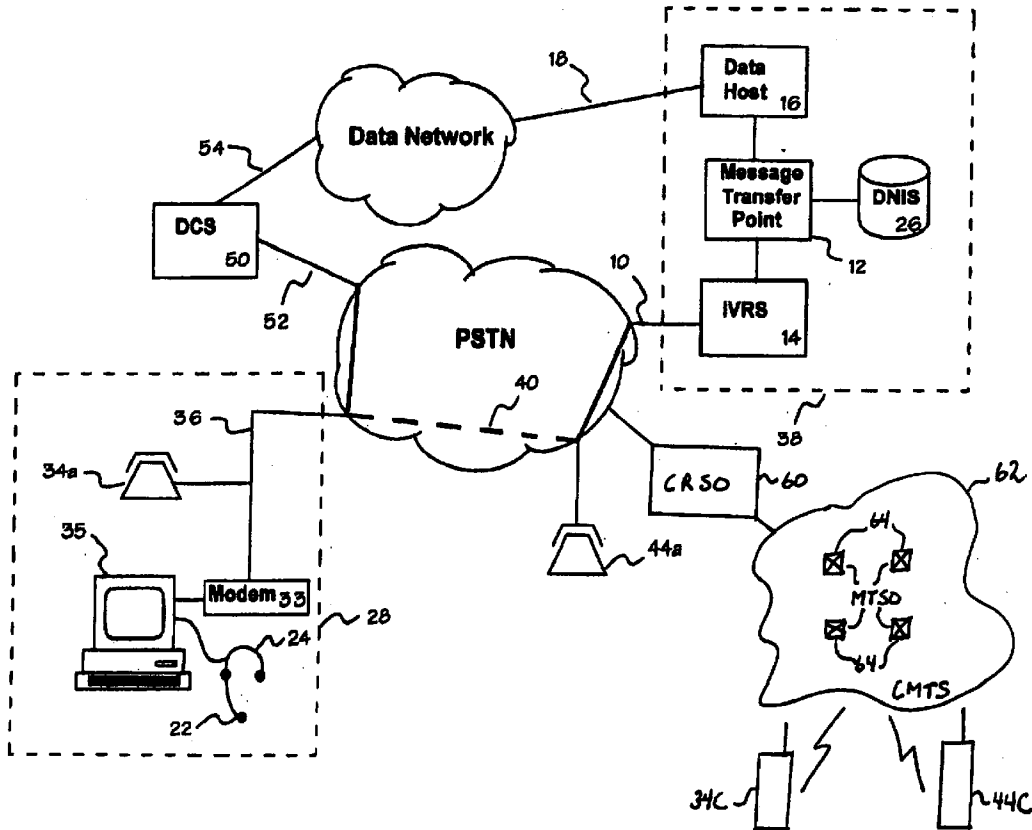 18
Data
Host
16
Data Network
54
Message
Transfer
Point
DNIS
26
DCS
50
12
10
52
IVRS
14
PSTN
40
38
36
34a
CRSO
60
62
64
35
44a
MTSO
Modem 33
28
24
64
CMTS
22
34C
44C